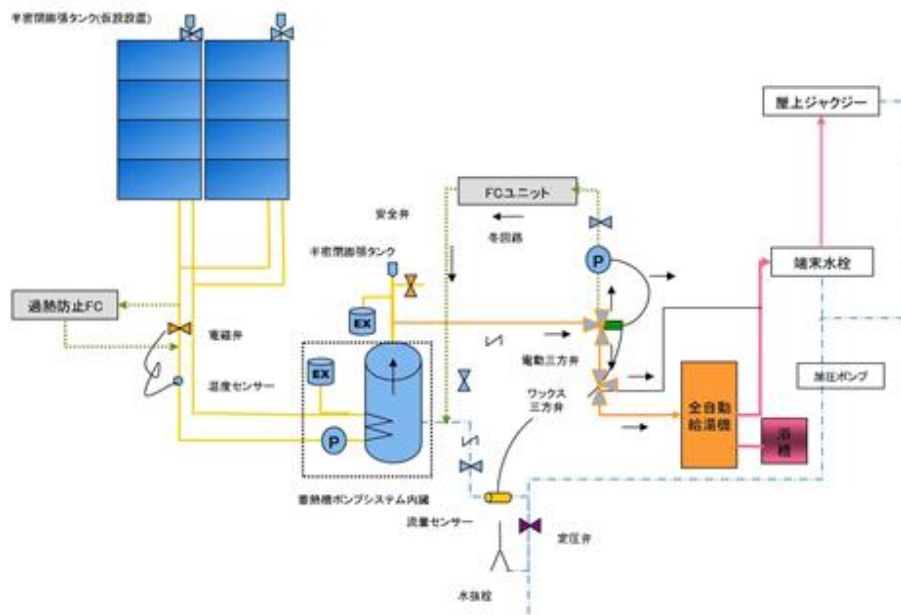 半密閉膨張タンク(仮設設置)
屋上ジャクジー
FCユニット
安全弁
冬回路
半密閉膨張タンク
P
端末水栓
過熱防止FC
EX
電磁弁
電動三方弁
加圧ポンプ
EX
温度センサー
ワックス
三方弁
全自動
給湯機
浴槽
P
蓄熱槽ポンプシステム内臓
流量センサー
定圧弁
水抜栓